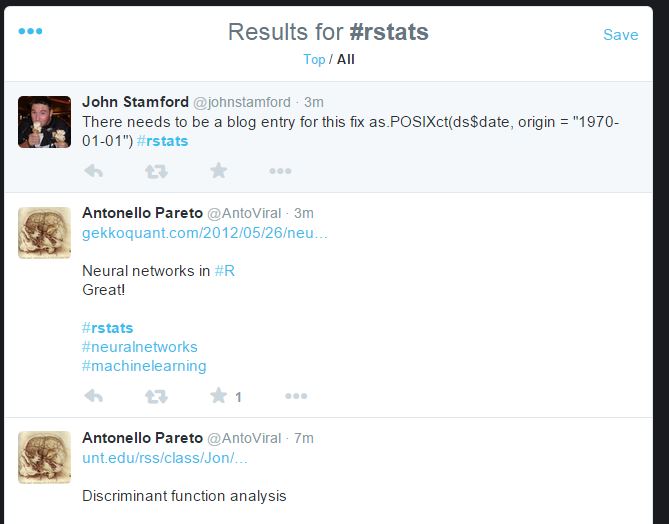 Results for #rstats
Save
Top / All
John Stamford @johnstamford · 3m
There needs to be a blog entry for this fix as.POSIXct(ds$date, origin = "1970-
01-01") #rstats
Antonello Pareto @AntoViral · 3m
gekkoquant.com/2012/05/26/neu…
Neural networks in #R
Great!
#rstats
#neuralnetworks
#machinelearning
1
Antonello Pareto @AntoViral · 7m
unt.edu/rss/class/Jon/…
Discriminant function analysis